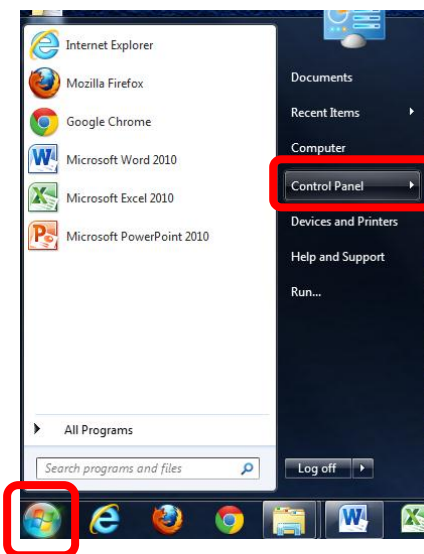 Internet Explorer
Mozilla Firefox
Google Chrome
Microsoft Word 2010
Microsoft Excel 2010
Microsoft PowerPoint 2010
All Programs
Search programs and files
Documents
Recent Items
Computer
Control Panel
Devices and Printers
Help and Support
Run...
Log off